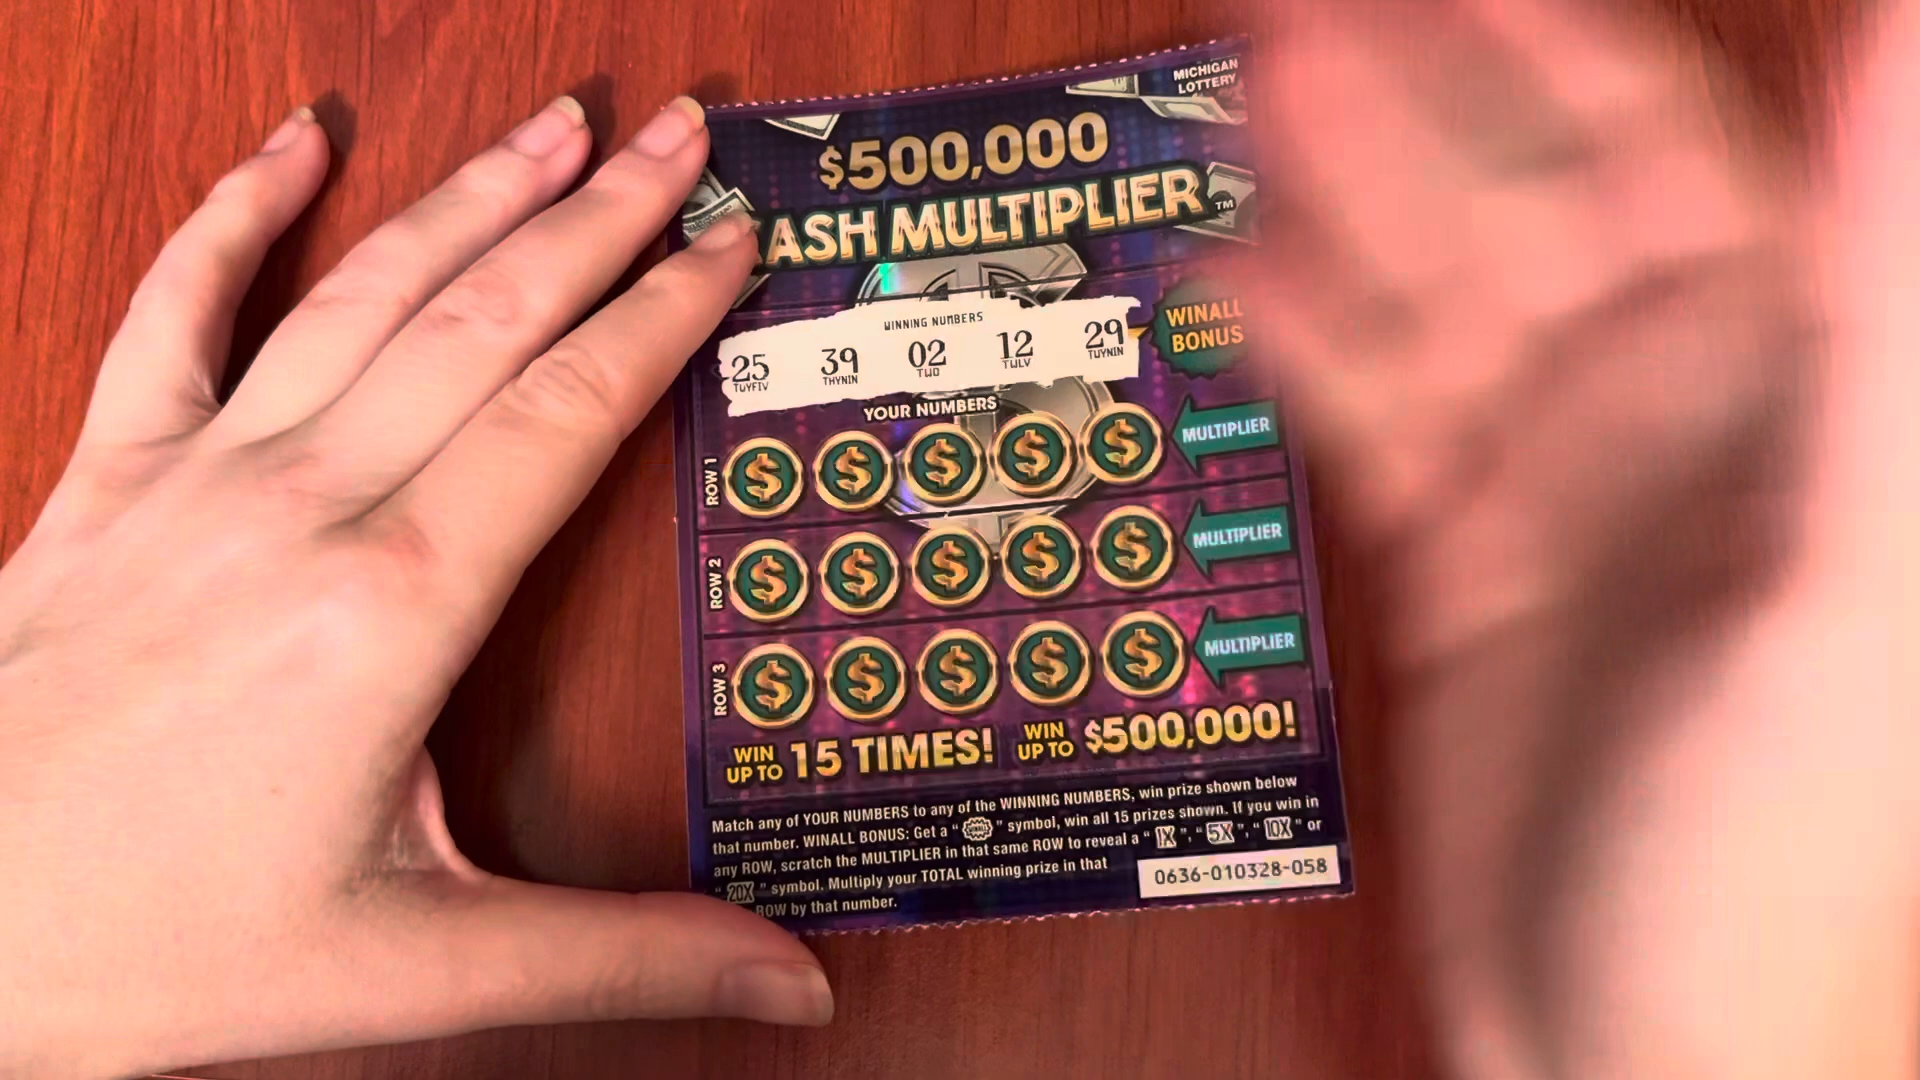 MICHIGAN
LOTTERY
$500,000
ASH MULTIPLIER™
WINNING NUMBERS
25 39 02 12 29
TUYFIV THYNIN TWO TWLV TUYNIN
WINALL
BONUS
YOUR NUMBERS
ROW 1
MULTIPLIER
ROW 2
MULTIPLIER
ROW 3
MULTIPLIER
WIN UP TO 15 TIMES! WIN UP TO $500,000!
Match any of YOUR NUMBERS to any of the WINNING NUMBERS, win prize shown below
that number. WINALL BONUS: Get a " " symbol, win all 15 prizes shown. If you win in
any ROW, scratch the MULTIPLIER in that same ROW to reveal a "1X", "5X", "10X" or
"20X" symbol. Multiply your TOTAL winning prize in that
ROW by that number.
0636-010328-058